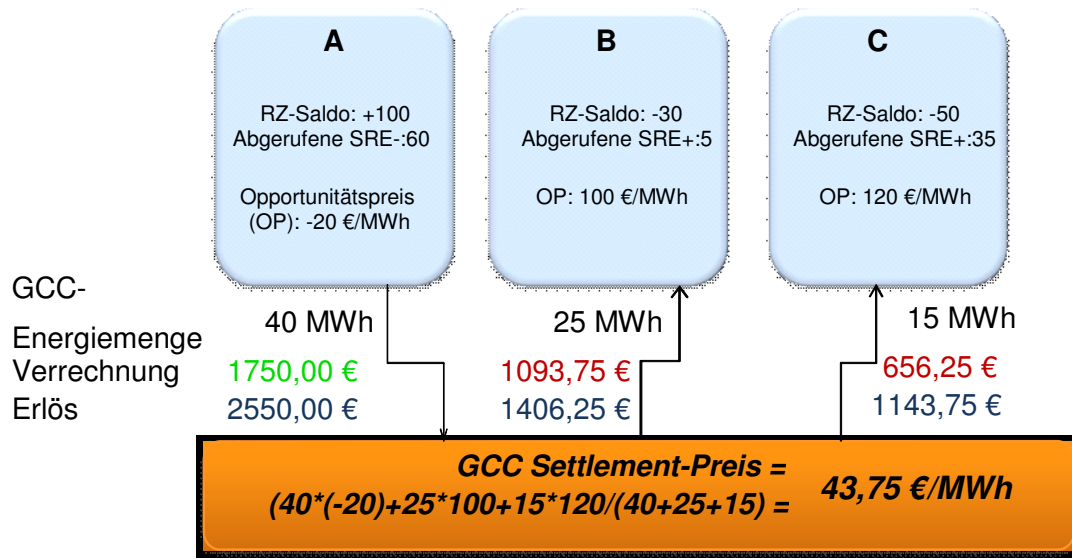 A
RZ-Saldo: +100
Abgerufene SRE-:60
Opportunitätspreis
(OP): -20 €/MWh
B
RZ-Saldo: -30
Abgerufene SRE+:5
OP: 100 €/MWh
C
RZ-Saldo: -50
Abgerufene SRE+:35
OP: 120 €/MWh
GCC-
Energiemenge 40 MWh 25 MWh 15 MWh
Verrechnung 1750,00 € 1093,75 € 656,25 €
Erlös 2550,00 € 1406,25 € 1143,75 €
GCC Settlement-Preis =
(40*(-20)+25*100+15*120/(40+25+15) = 43,75 €/MWh